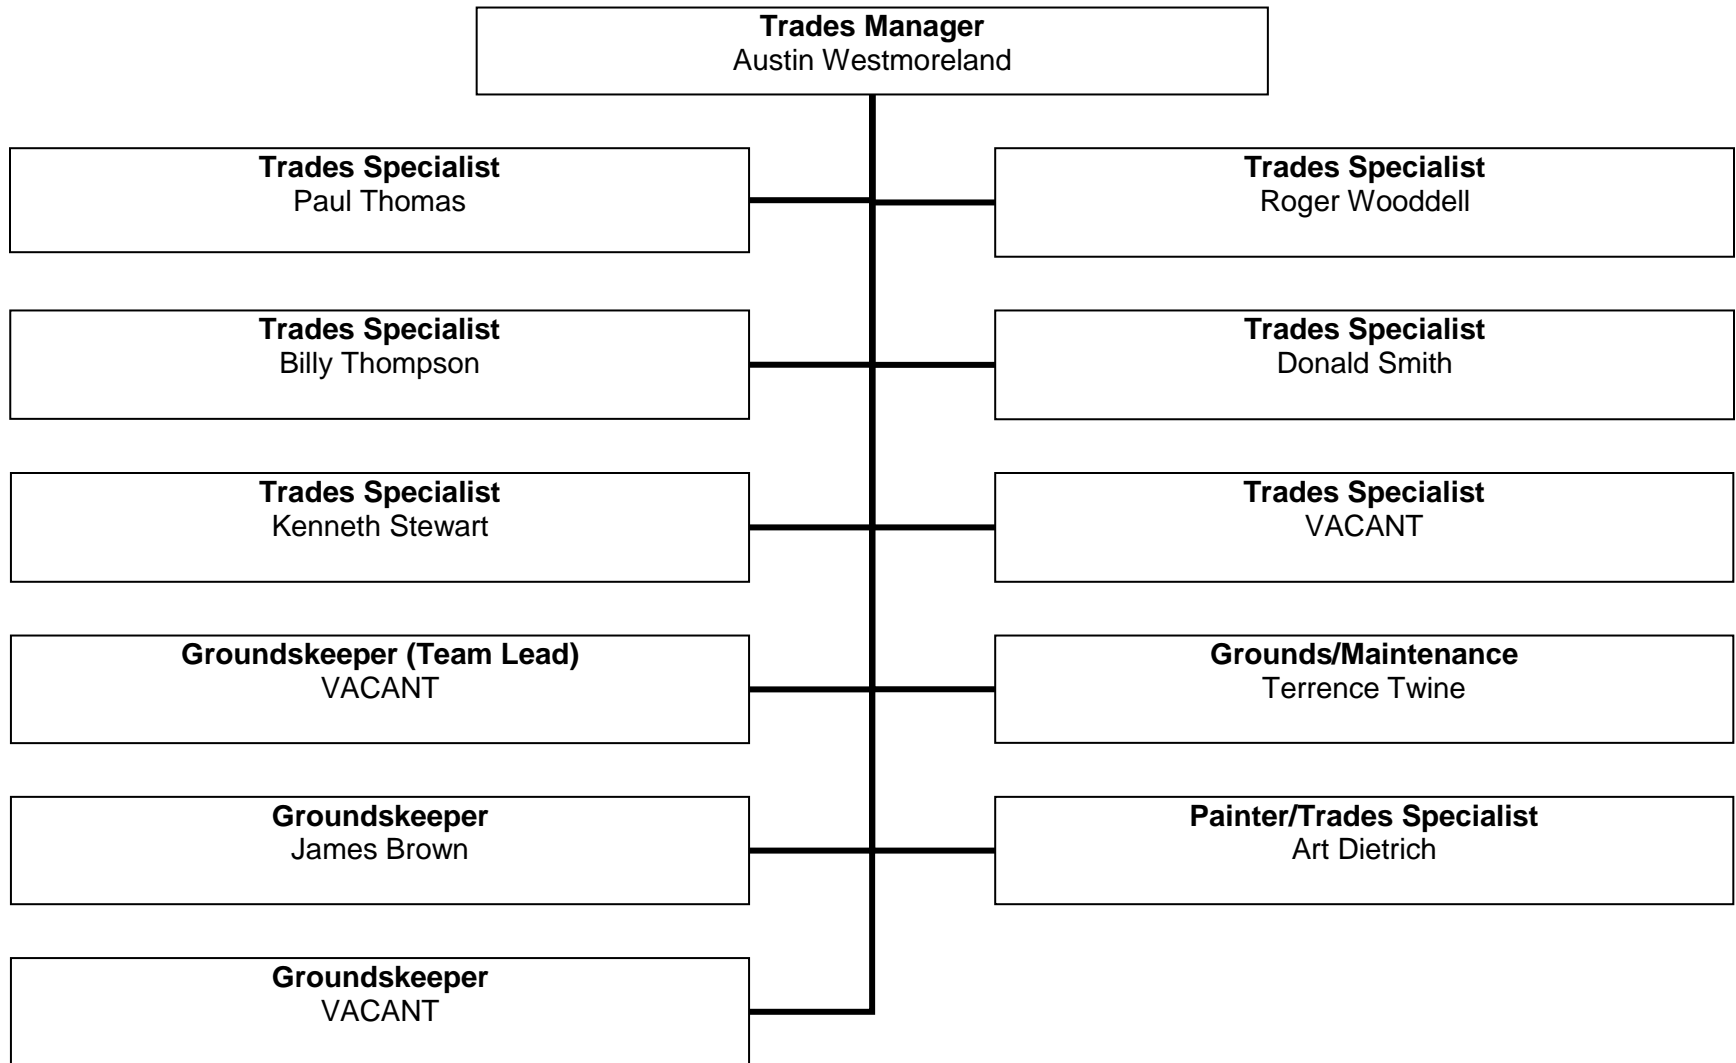 Trades Manager
Austin Westmoreland
Trades Specialist
Paul Thomas
Trades Specialist
Roger Wooddell
Trades Specialist
Billy Thompson
Trades Specialist
Donald Smith
Trades Specialist
Kenneth Stewart
Trades Specialist
VACANT
Groundskeeper (Team Lead)
VACANT
Grounds/Maintenance
Terrence Twine
Groundskeeper
James Brown
Painter/Trades Specialist
Art Dietrich
Groundskeeper
VACANT